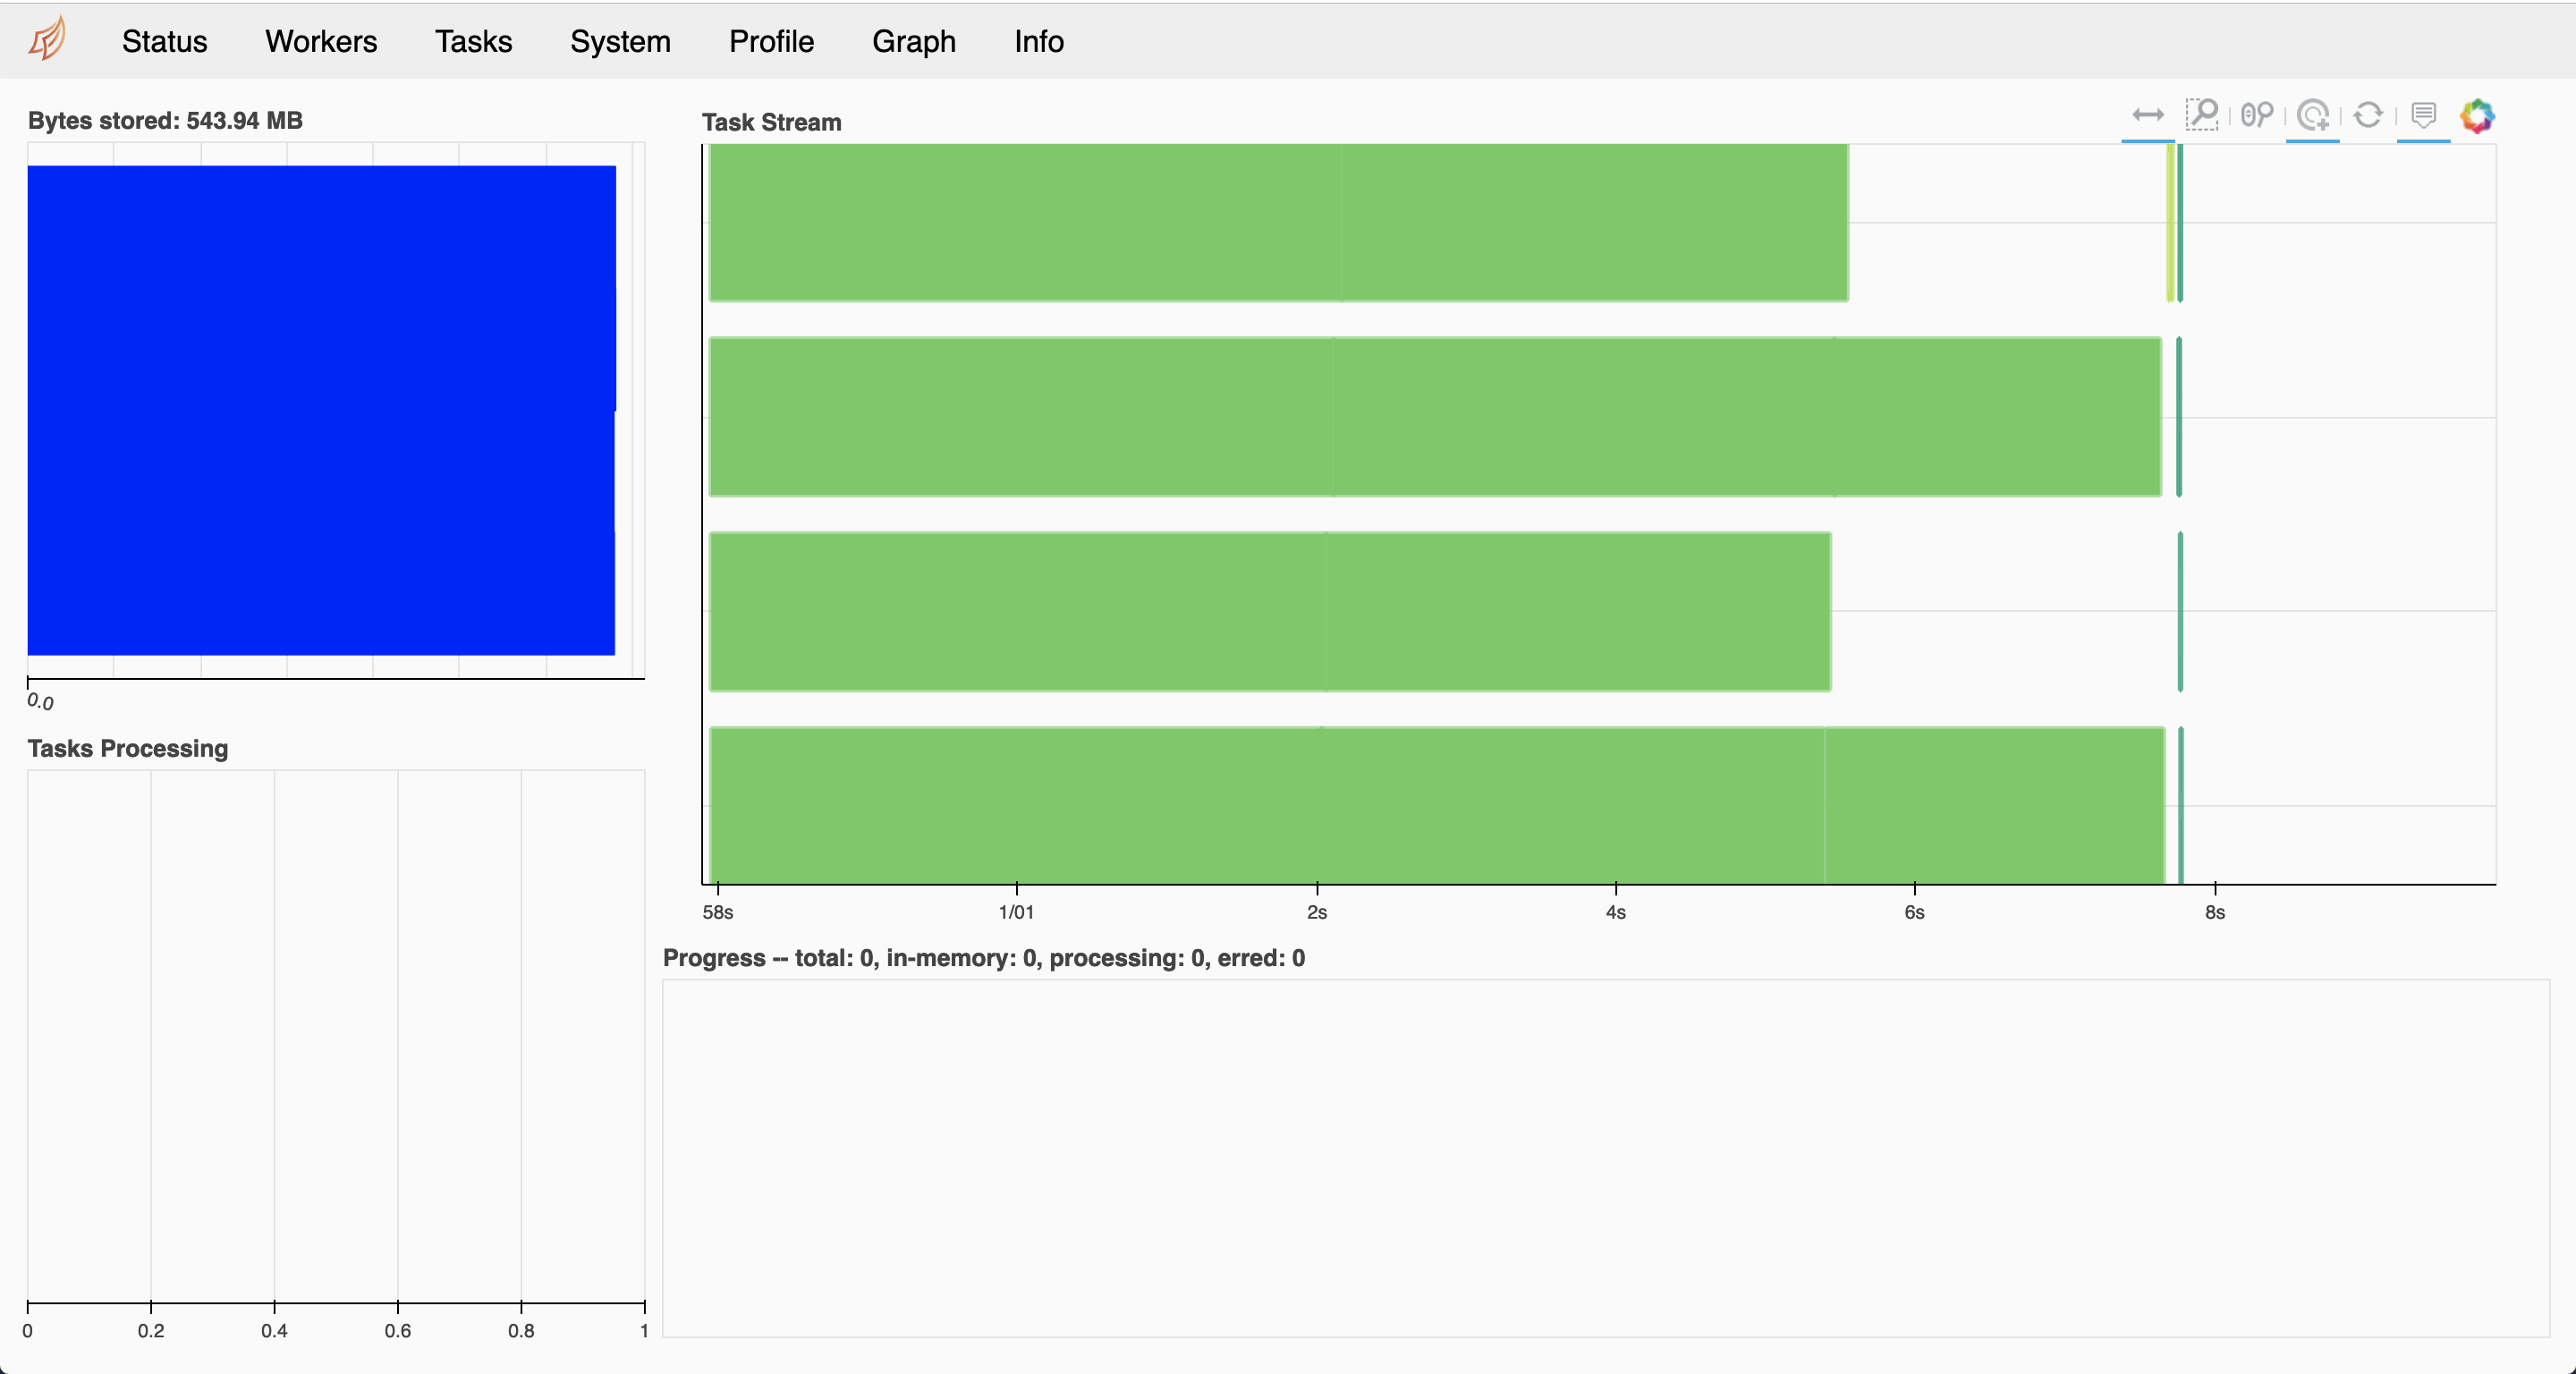 Status Workers Tasks System Profile Graph Info
Bytes stored: 543.94 MB
0.0
Task Stream
58s 1/01 2s 4s 6s 8s
Tasks Processing
0 0.2 0.4 0.6 0.8 1
Progress -- total: 0, in-memory: 0, processing: 0, erred: 0